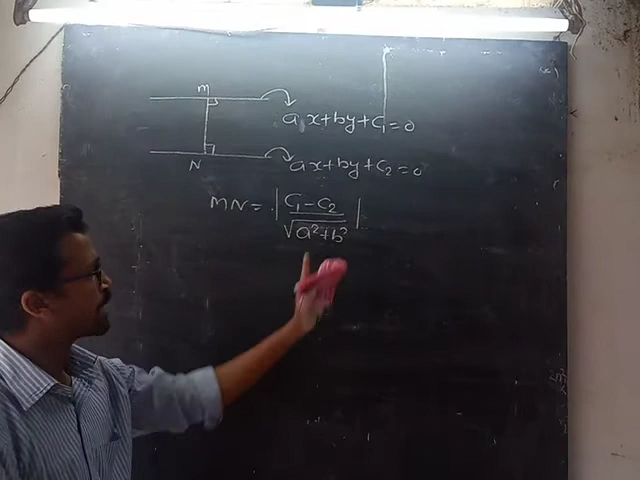 M
ax+by+C₁=0
N
ax+by+C₂=0
MN = | C₁-C₂ / √a²+b² |